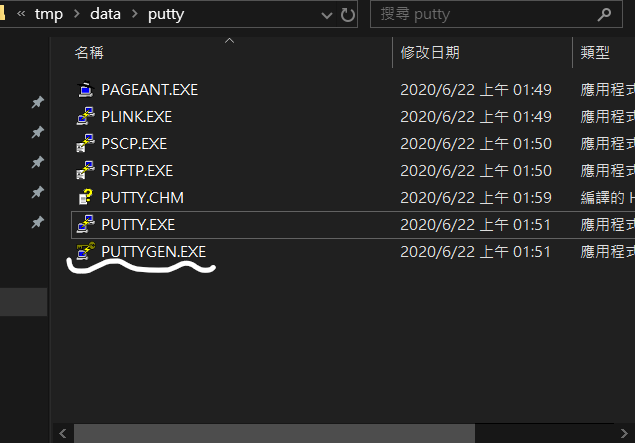 « tmp › data › putty
搜尋 putty
名稱 修改日期 類型
PAGEANT.EXE 2020/6/22 上午 01:49 應用程式
PLINK.EXE 2020/6/22 上午 01:49 應用程式
PSCP.EXE 2020/6/22 上午 01:50 應用程式
PSFTP.EXE 2020/6/22 上午 01:50 應用程式
PUTTY.CHM 2020/6/22 上午 01:59 編譯的 H
PUTTY.EXE 2020/6/22 上午 01:51 應用程式
PUTTYGEN.EXE 2020/6/22 上午 01:51 應用程式